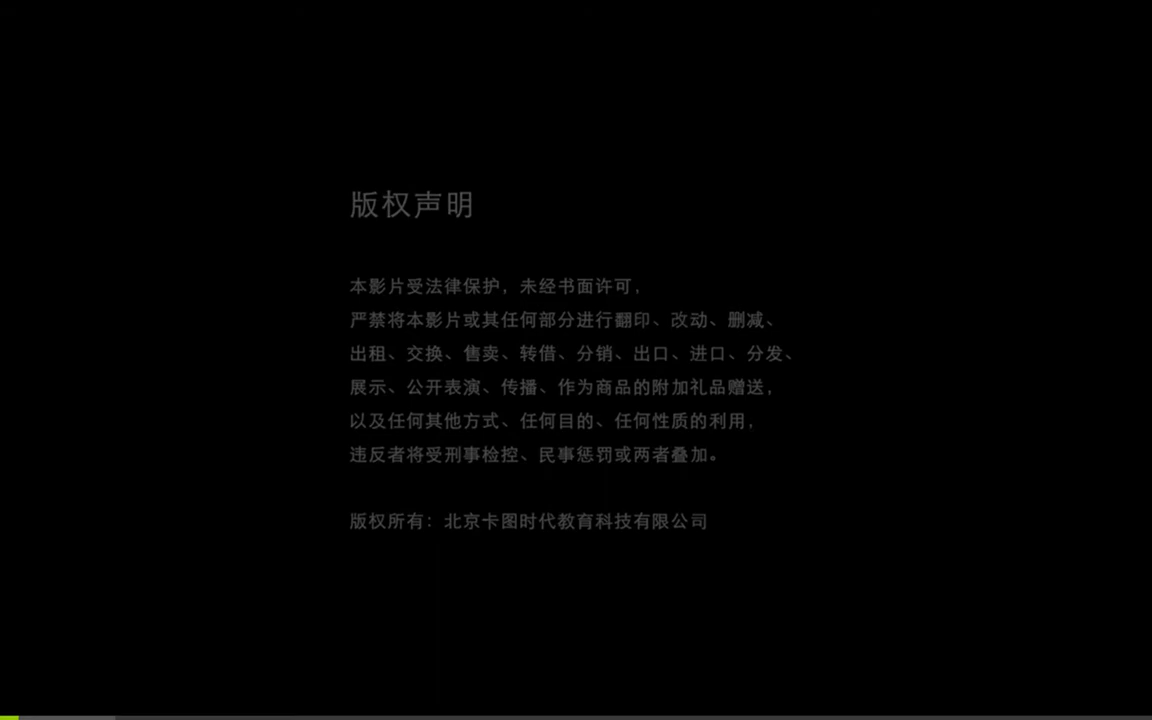 版权声明
本影片受法律保护，未经书面许可，
严禁将本影片或其任何部分进行翻印、改动、删减、
出租、交换、售卖、转借、分销、出口、进口、分发、
展示、公开表演、传播、作为商品的附加礼品赠送，
以及任何其他方式、任何目的、任何性质的利用，
违反者将受刑事检控、民事惩罚或两者叠加。
版权所有：北京卡图时代教育科技有限公司